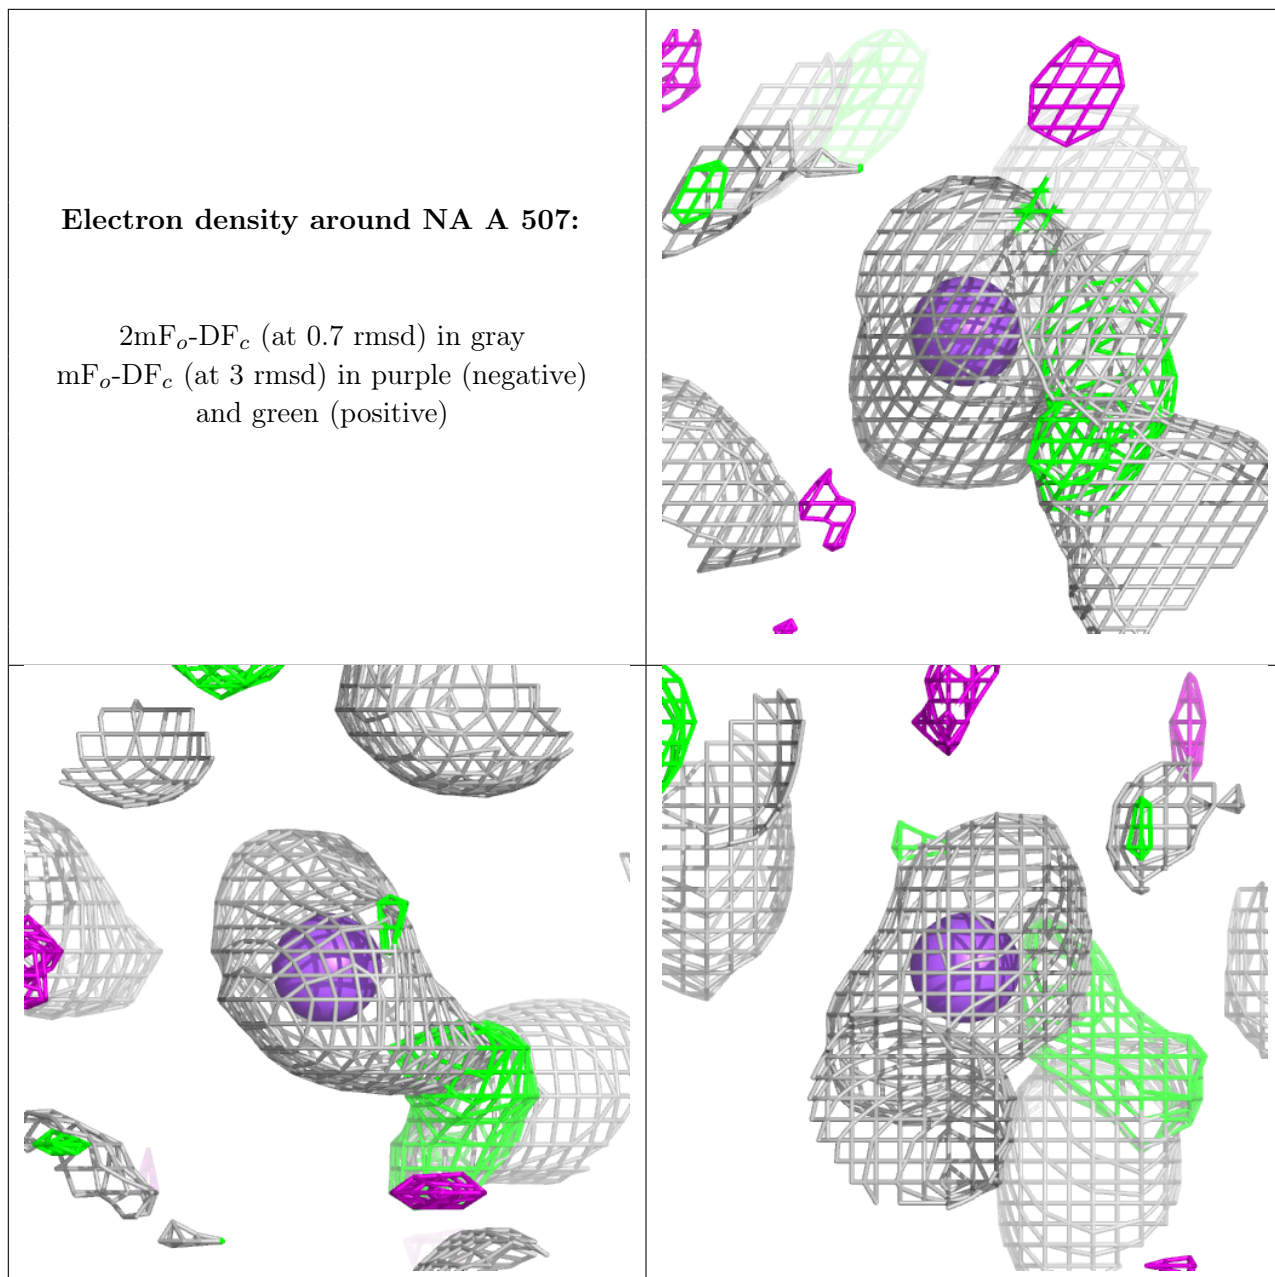 Electron density around NA A 507:
2mFo-DFc (at 0.7 rmsd) in gray
mFo-DFc (at 3 rmsd) in purple (negative)
and green (positive)